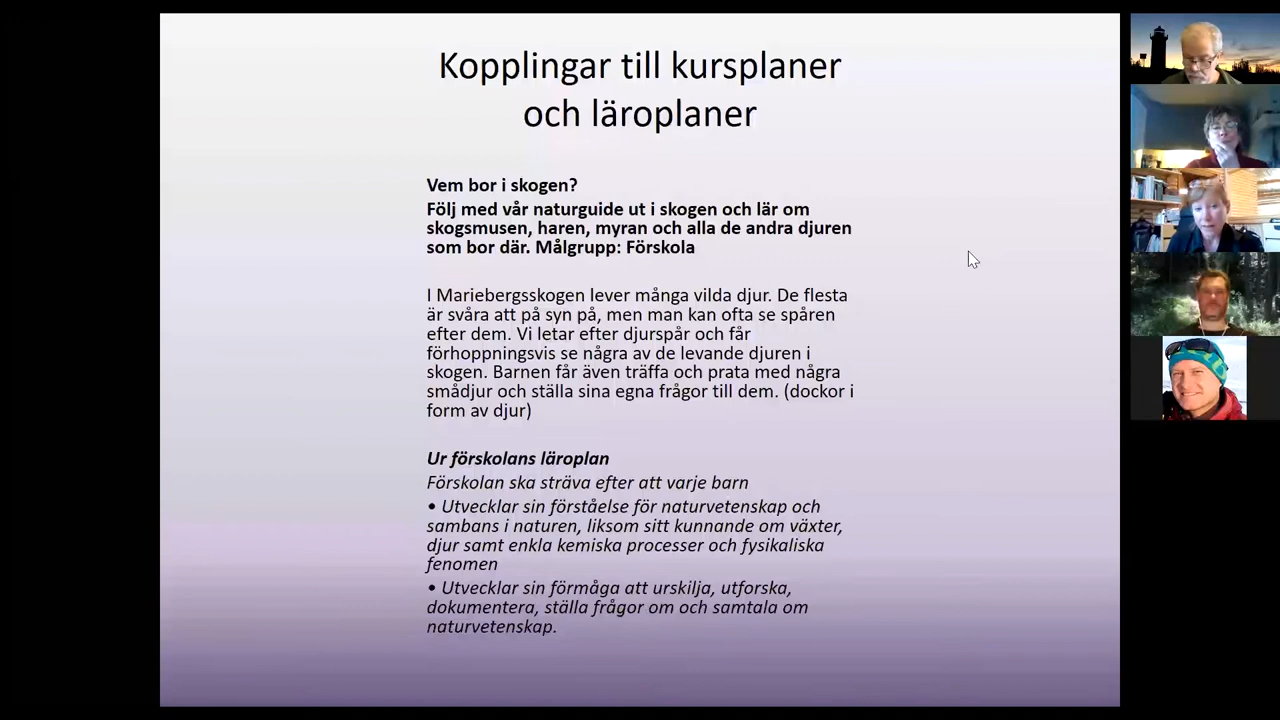 Kopplingar till kursplaner
och läroplaner
Vem bor i skogen?
Följ med vår naturguide ut i skogen och lär om
skogsmusen, haren, myran och alla de andra djuren
som bor där. Målgrupp: Förskola
I Mariebergsskogen lever många vilda djur. De flesta
är svåra att på syn på, men man kan ofta se spåren
efter dem. Vi letar efter djurspår och får
förhoppningsvis se några av de levande djuren i
skogen. Barnen får även träffa och prata med några
smådjur och ställa sina egna frågor till dem. (dockor i
form av djur)
Ur förskolans läroplan
Förskolan ska sträva efter att varje barn
• Utvecklar sin förståelse för naturvetenskap och
sambans i naturen, liksom sitt kunnande om växter,
djur samt enkla kemiska processer och fysikaliska
fenomen
• Utvecklar sin förmåga att urskilja, utforska,
dokumentera, ställa frågor om och samtala om
naturvetenskap.